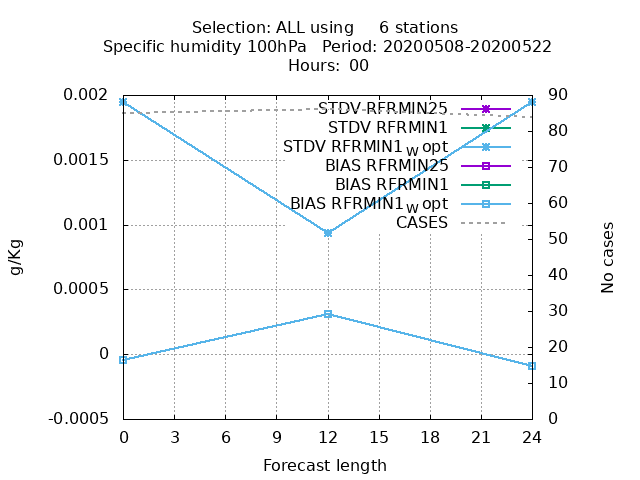 Selection: ALL using 6 stations
Specific humidity 100hPa Period: 20200508-20200522
Hours: 00
0.002
0.0015
0.001
0.0005
0
-0.0005
g/Kg
STDV RFRMIN25
STDV RFRMIN1
STDV RFRMIN1w opt
BIAS RFRMIN25
BIAS RFRMIN1
BIAS RFRMIN1w opt
CASES
90
80
70
60
50
40
30
20
10
0
No cases
0 3 6 9 12 15 18 21 24
Forecast length